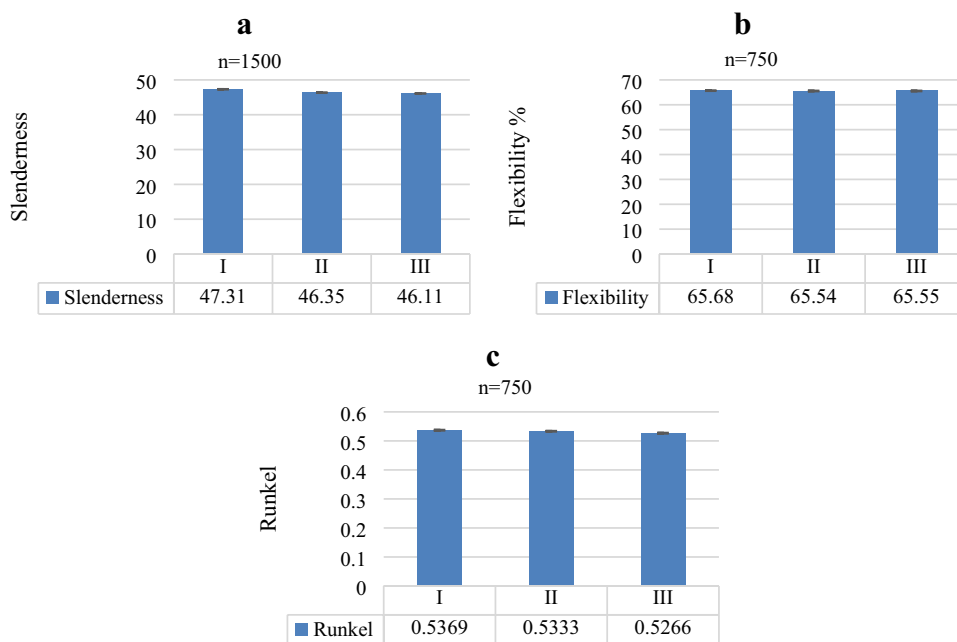 a
n=1500
Slenderness
50
40
30
20
10
0
I II III
Slenderness 47.31 46.35 46.11
b
n=750
Flexibility %
70
60
50
40
30
20
10
0
I II III
Flexibility 65.68 65.54 65.55
c
n=750
Runkel
0.6
0.5
0.4
0.3
0.2
0.1
0
I II III
Runkel 0.5369 0.5333 0.5266